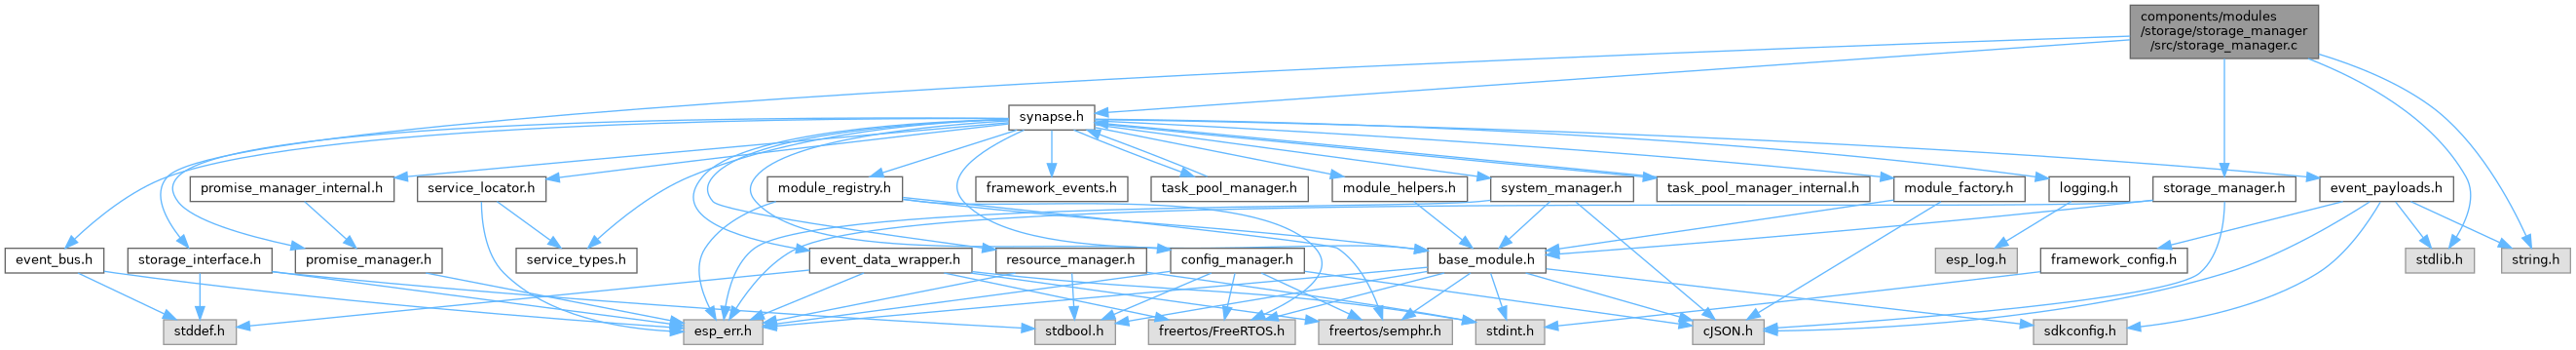 components/modules
/storage/storage_manager
/src/storage_manager.c
synapse.h
promise_manager_internal.h
service_locator.h
module_registry.h
framework_events.h
task_pool_manager.h
module_helpers.h
system_manager.h
task_pool_manager_internal.h
module_factory.h
logging.h
storage_manager.h
event_payloads.h
event_bus.h
storage_interface.h
promise_manager.h
service_types.h
event_data_wrapper.h
resource_manager.h
config_manager.h
base_module.h
esp_log.h
framework_config.h
stdlib.h
string.h
stddef.h
esp_err.h
stdbool.h
freertos/FreeRTOS.h
freertos/semphr.h
stdint.h
cJSON.h
sdkconfig.h